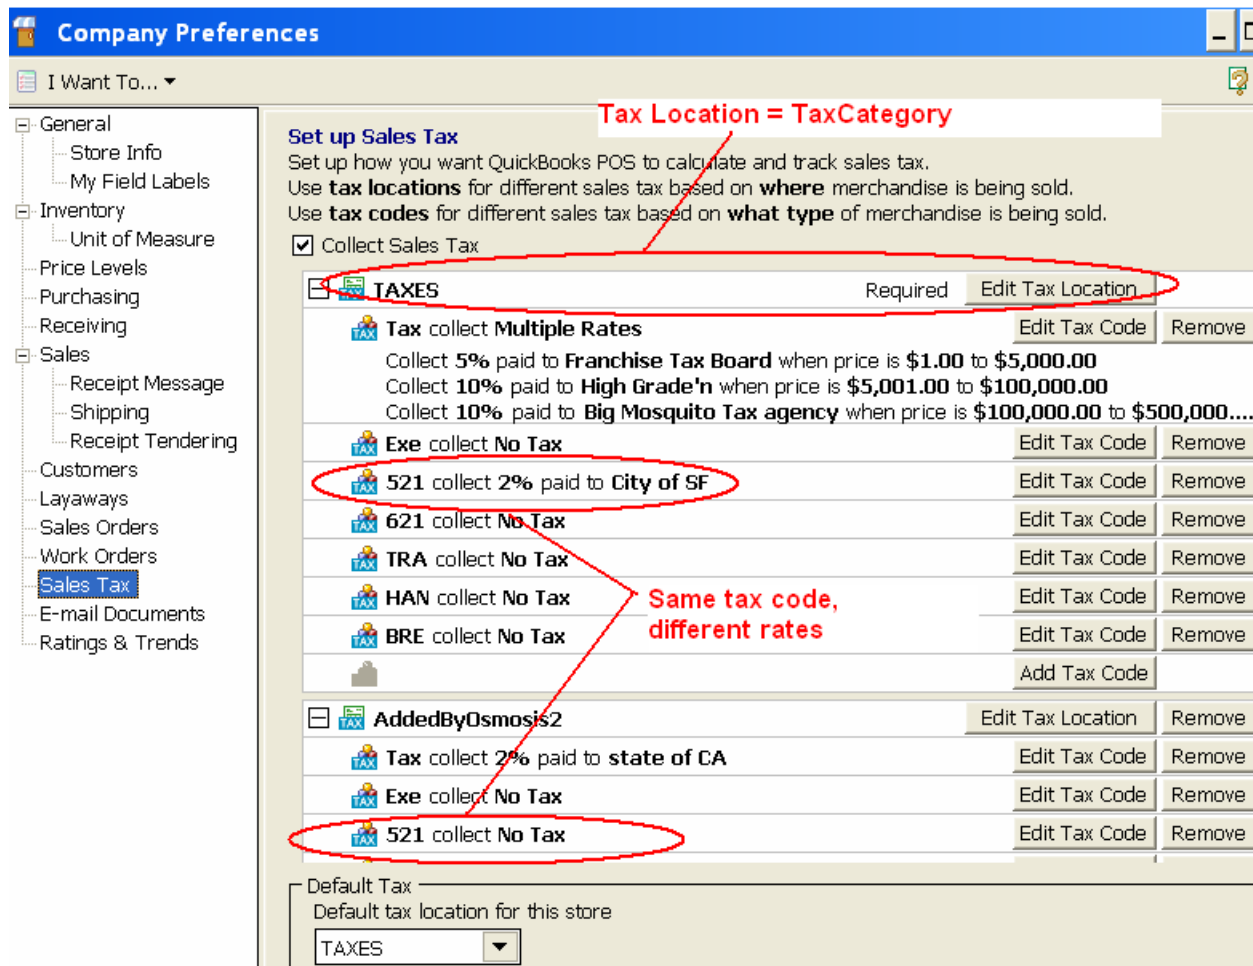 Company Preferences
I Want To...
General
Store Info
My Field Labels
Inventory
Unit of Measure
Price Levels
Purchasing
Receiving
Sales
Receipt Message
Shipping
Receipt Tendering
Customers
Layaways
Sales Orders
Work Orders
Sales Tax
E-mail Documents
Ratings & Trends
Tax Location = TaxCategory
Set up Sales Tax
Set up how you want QuickBooks POS to calculate and track sales tax.
Use tax locations for different sales tax based on where merchandise is being sold.
Use tax codes for different sales tax based on what type of merchandise is being sold.
Collect Sales Tax
TAXES Required Edit Tax Location
TAX Tax collect Multiple Rates Edit Tax Code Remove
Collect 5% paid to Franchise Tax Board when price is $1.00 to $5,000.00
Collect 10% paid to High Grade'n when price is $5,001.00 to $100,000.00
Collect 10% paid to Big Mosquito Tax agency when price is $100,000.00 to $500,000....
TAX Exe collect No Tax Edit Tax Code Remove
TAX 521 collect 2% paid to City of SF Edit Tax Code Remove
TAX 621 collect No Tax Edit Tax Code Remove
TAX TRA collect No Tax Edit Tax Code Remove
TAX HAN collect No Tax Edit Tax Code Remove
Same tax code,
different rates
TAX BRE collect No Tax Edit Tax Code Remove
Add Tax Code
AddedByOsmosis2 Edit Tax Location Remove
TAX Tax collect 2% paid to state of CA Edit Tax Code Remove
TAX Exe collect No Tax Edit Tax Code Remove
TAX 521 collect No Tax Edit Tax Code Remove
Default Tax
Default tax location for this store
TAXES